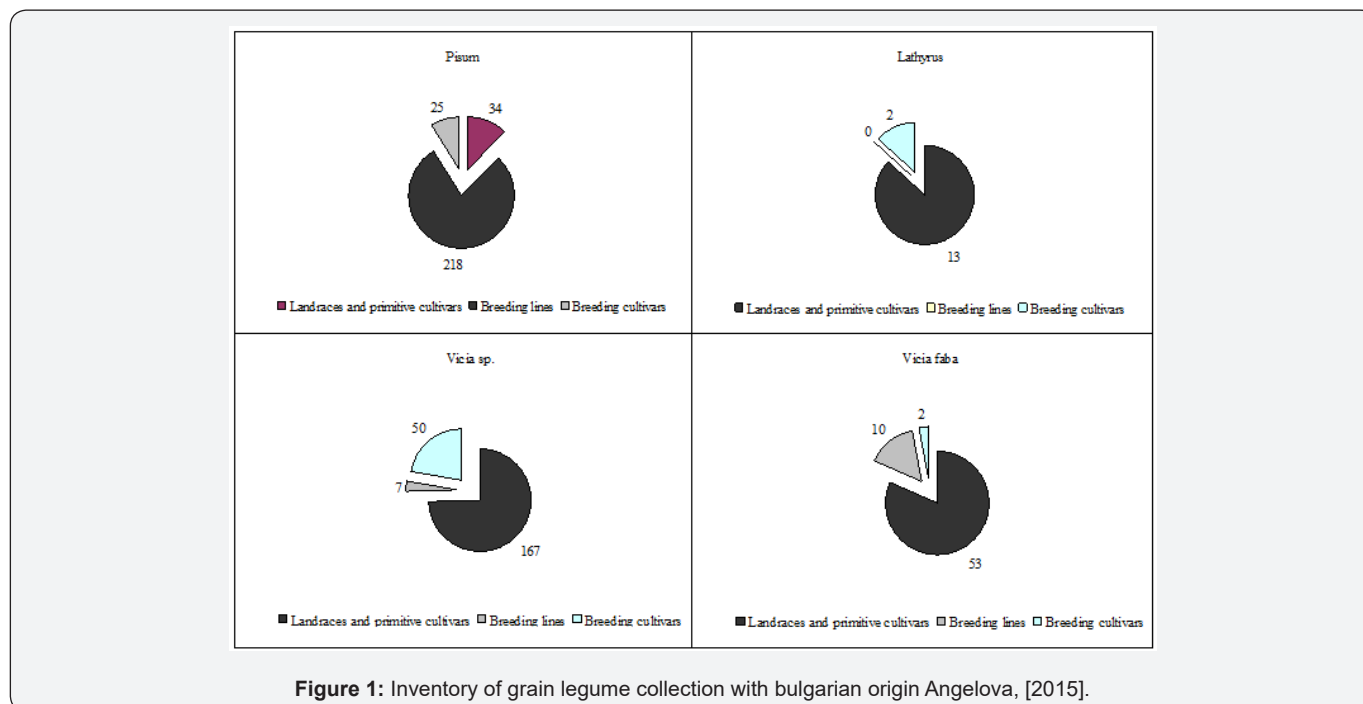 Pisum
25
34
218
Landraces and primitive cultivars Breeding lines Breeding cultivars
Lathyrus
2
0
13
Landraces and primitive cultivars Breeding lines Breeding cultivars
Vicia sp.
50
7
167
Landraces and primitive cultivars Breeding lines Breeding cultivars
Vicia faba
2
10
53
Landraces and primitive cultivars Breeding lines Breeding cultivars
Figure 1: Inventory of grain legume collection with bulgarian origin Angelova, [2015].